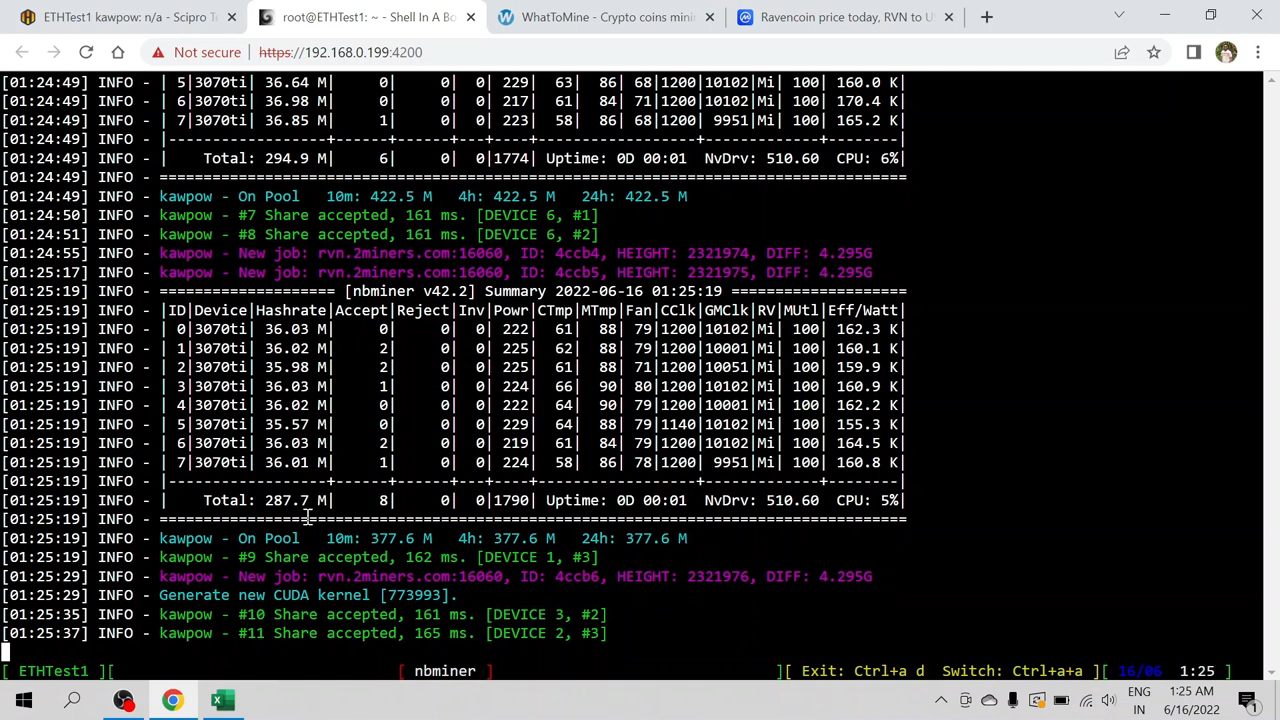 ETHTest1 kawpow: n/a - Scipro T
root@ETHTest1: ~ - Shell In A Bo
WhatToMine - Crypto coins mini
Ravencoin price today, RVN to U
Not secure | https://192.168.0.199:4200
[01:24:49] INFO - | 5|3070ti| 36.64 M| 0| 0| 0| 229| 63| 86| 68|1200|10102|Mi| 100| 160.0 K|
[01:24:49] INFO - | 6|3070ti| 36.98 M| 0| 0| 0| 217| 61| 84| 71|1200|10102|Mi| 100| 170.4 K|
[01:24:49] INFO - | 7|3070ti| 36.85 M| 1| 0| 0| 223| 58| 86| 68|1200| 9951|Mi| 100| 165.2 K|
[01:24:49] INFO - |------------------+------+------+---+----+------------------+-----------------+--------|
[01:24:49] INFO - | Total: 294.9 M| 6| 0| 0|1774| Uptime: 0D 00:01 NvDrv: 510.60 CPU: 6%|
[01:24:49] INFO - =====================================================================================
[01:24:49] INFO - kawpow - On Pool 10m: 422.5 M 4h: 422.5 M 24h: 422.5 M
[01:24:50] INFO - kawpow - #7 Share accepted, 161 ms. [DEVICE 6, #1]
[01:24:51] INFO - kawpow - #8 Share accepted, 161 ms. [DEVICE 6, #2]
[01:24:55] INFO - kawpow - New job: rvn.2miners.com:16060, ID: 4ccb4, HEIGHT: 2321974, DIFF: 4.295G
[01:25:17] INFO - kawpow - New job: rvn.2miners.com:16060, ID: 4ccb5, HEIGHT: 2321975, DIFF: 4.295G
[01:25:19] INFO - ==================== [nbminer v42.2] Summary 2022-06-16 01:25:19 ====================
[01:25:19] INFO - |ID|Device|Hashrate|Accept|Reject|Inv|Powr|CTmp|MTmp|Fan|CClk|GMClk|RV|MUtl|Eff/Watt|
[01:25:19] INFO - | 0|3070ti| 36.03 M| 0| 0| 0| 222| 61| 88| 79|1200|10102|Mi| 100| 162.3 K|
[01:25:19] INFO - | 1|3070ti| 36.02 M| 2| 0| 0| 225| 62| 88| 79|1200|10001|Mi| 100| 160.1 K|
[01:25:19] INFO - | 2|3070ti| 35.98 M| 2| 0| 0| 225| 61| 88| 71|1200|10051|Mi| 100| 159.9 K|
[01:25:19] INFO - | 3|3070ti| 36.03 M| 1| 0| 0| 224| 66| 90| 80|1200|10102|Mi| 100| 160.9 K|
[01:25:19] INFO - | 4|3070ti| 36.02 M| 0| 0| 0| 222| 64| 90| 79|1200|10001|Mi| 100| 162.2 K|
[01:25:19] INFO - | 5|3070ti| 35.57 M| 0| 0| 0| 229| 64| 88| 79|1140|10102|Mi| 100| 155.3 K|
[01:25:19] INFO - | 6|3070ti| 36.03 M| 2| 0| 0| 219| 61| 84| 79|1200|10102|Mi| 100| 164.5 K|
[01:25:19] INFO - | 7|3070ti| 36.01 M| 1| 0| 0| 224| 58| 86| 78|1200| 9951|Mi| 100| 160.8 K|
[01:25:19] INFO - |------------------+------+------+---+----+------------------+-----------------+--------|
[01:25:19] INFO - | Total: 287.7 M| 8| 0| 0|1790| Uptime: 0D 00:01 NvDrv: 510.60 CPU: 5%|
[01:25:19] INFO - =====================================================================================
[01:25:19] INFO - kawpow - On Pool 10m: 377.6 M 4h: 377.6 M 24h: 377.6 M
[01:25:19] INFO - kawpow - #9 Share accepted, 162 ms. [DEVICE 1, #3]
[01:25:29] INFO - kawpow - New job: rvn.2miners.com:16060, ID: 4ccb6, HEIGHT: 2321976, DIFF: 4.295G
[01:25:29] INFO - Generate new CUDA kernel [773993].
[01:25:35] INFO - kawpow - #10 Share accepted, 161 ms. [DEVICE 3, #2]
[01:25:37] INFO - kawpow - #11 Share accepted, 165 ms. [DEVICE 2, #3]
[ ETHTest1 ][ [ nbminer ] ][ Exit: Ctrl+a d Switch: Ctrl+a+a ][ 16/06 1:25 ]
ENG
IN
1:25 AM
6/16/2022
1